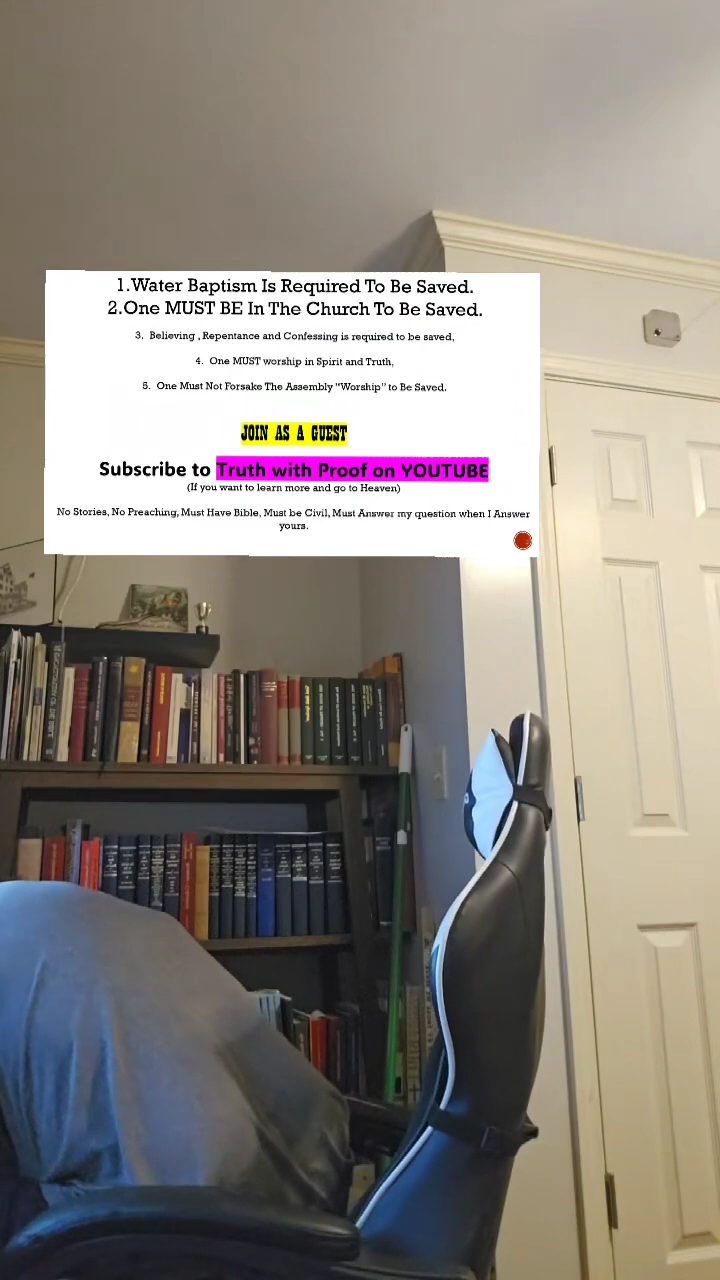 1.Water Baptism Is Required To Be Saved.
2.One MUST BE In The Church To Be Saved.
3. Believing , Repentance and Confessing is required to be saved,
4. One MUST worship in Spirit and Truth,
5. One Must Not Forsake The Assembly "Worship" to Be Saved.
JOIN AS A GUEST
Subscribe to Truth with Proof on YOUTUBE
(If you want to learn more and go to Heaven)
No Stories, No Preaching, Must Have Bible, Must be Civil, Must Answer my question when I Answer
yours.